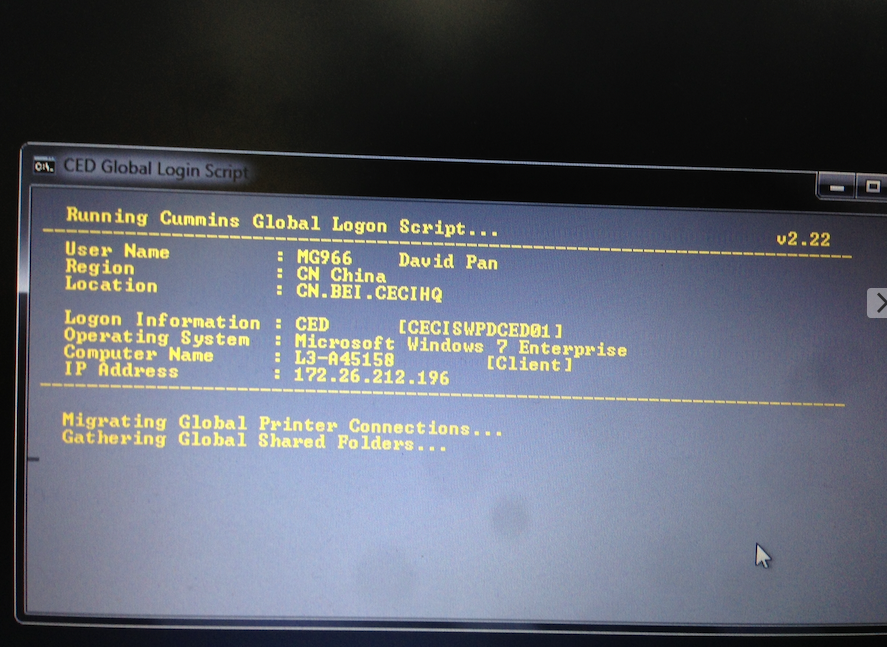 CED Global Login Script
Running Cummins Global Logon Script...
v2.22
User Name : MG966 David Pan
Region : CN China
Location : CN.BEI.CECIHQ
Logon Information : CED [CECISWPDCED01]
Operating System : Microsoft Windows 7 Enterprise
Computer Name : L3-A45158 [Client]
IP Address : 172.26.212.196
Migrating Global Printer Connections...
Gathering Global Shared Folders...